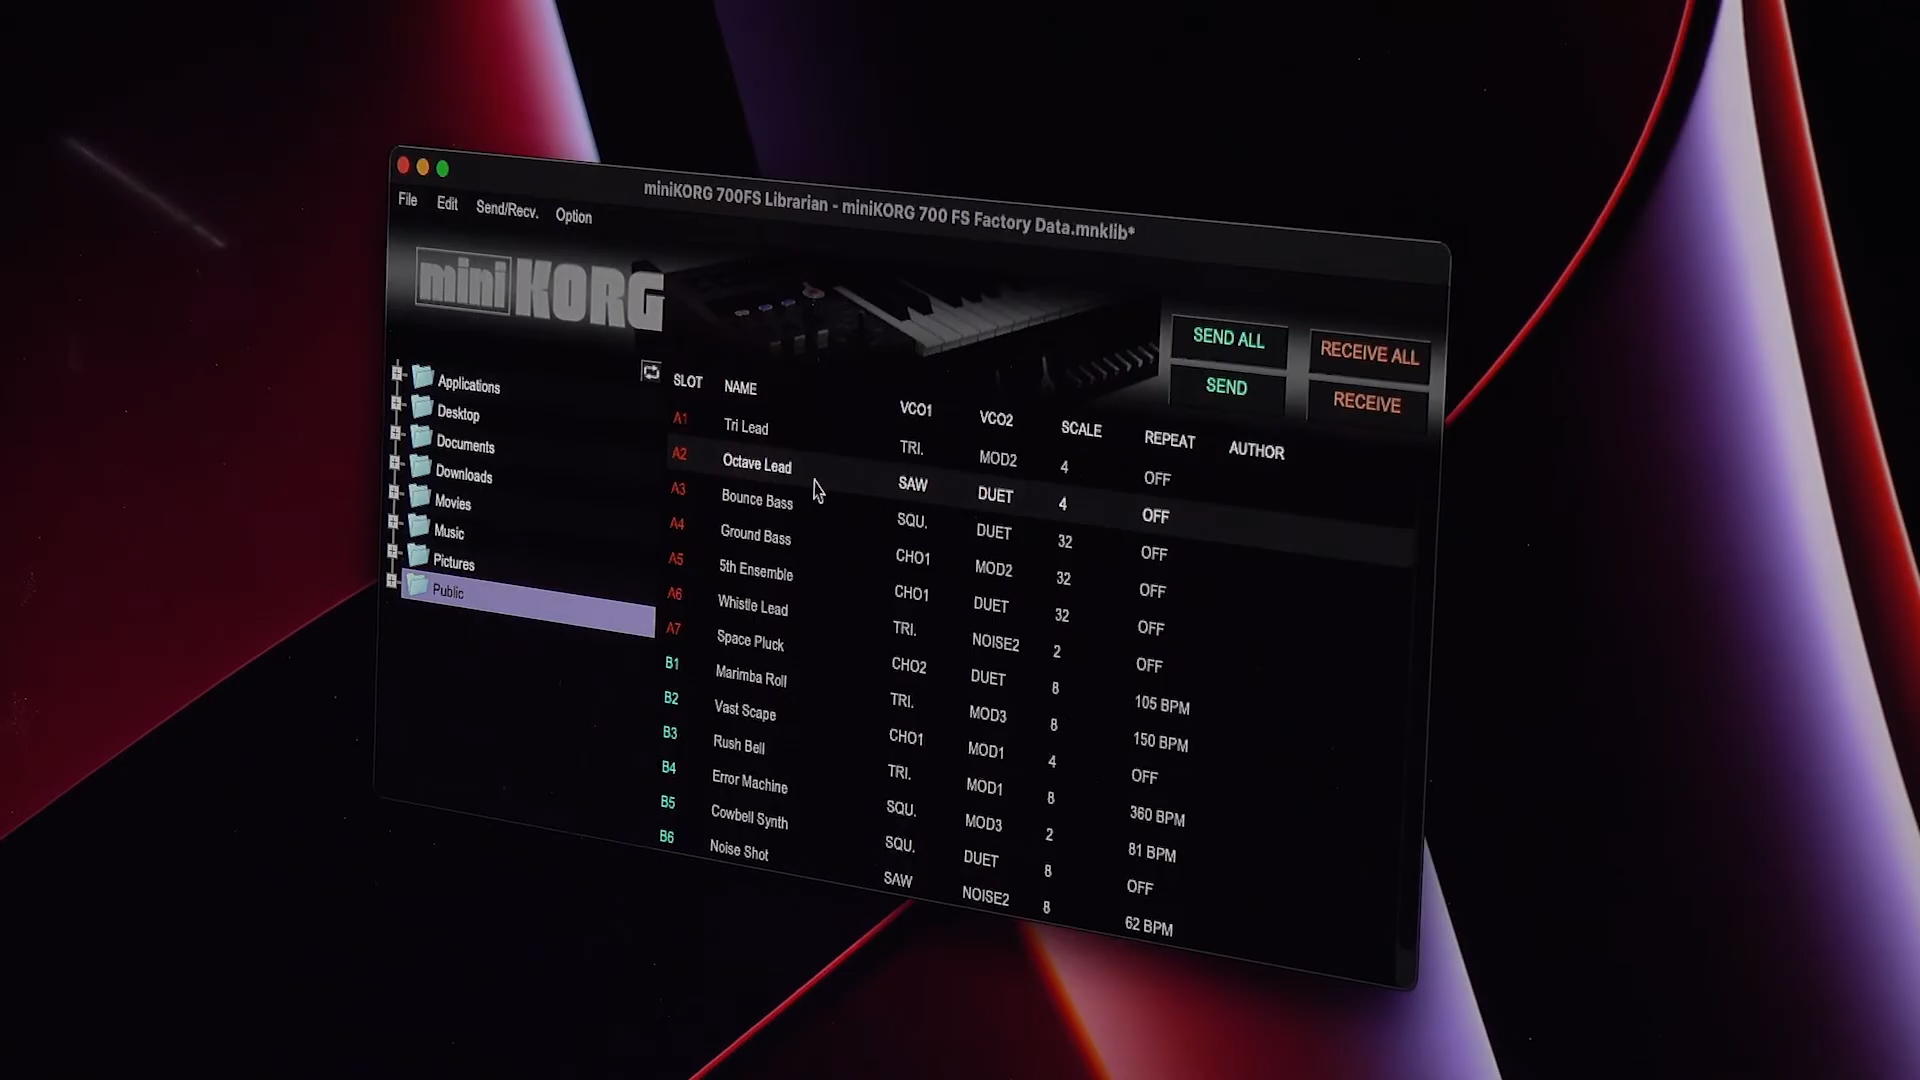 miniKORG 700FS Librarian - miniKORG 700 FS Factory Data.mnklib*
File Edit Send/Recv. Option
mini KORG
SEND ALL RECEIVE ALL
SEND RECEIVE
Applications
Desktop
Documents
Downloads
Movies
Music
Pictures
Public
SLOT NAME VCO1 VCO2 SCALE REPEAT AUTHOR
A1 Tri Lead TRI. MOD2 4 OFF
A2 Octave Lead SAW DUET 4 OFF
A3 Bounce Bass SQU. DUET 32 OFF
A4 Ground Bass CHO1 MOD2 32 OFF
A5 5th Ensemble CHO1 DUET 32 OFF
A6 Whistle Lead TRI. NOISE2 2 OFF
A7 Space Pluck CHO2 DUET 8 105 BPM
B1 Marimba Roll TRI. MOD3 8 150 BPM
B2 Vast Scape CHO1 MOD1 4 OFF
B3 Rush Bell TRI. MOD1 8 360 BPM
B4 Error Machine SQU. MOD3 2 81 BPM
B5 Cowbell Synth SQU. DUET 8 OFF
B6 Noise Shot SAW NOISE2 8 62 BPM